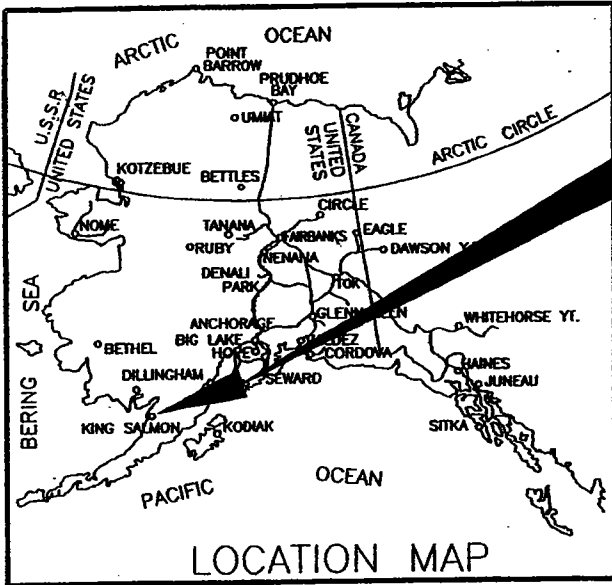 ARCTIC
OCEAN
POINT
BARROW
PRUDHOE
BAY
UMIAT
U.S.S.R.
UNITED STATES
CANADA
UNITED
STATES
ARCTIC CIRCLE
KOTZEBUE
BETTLES
CIRCLE
NOME
TANANA
FAIRBANKS
EAGLE
RUBY
NENANA
DAWSON
DENALI
PARK
TOK
BERING SEA
ANCHORAGE
BIG LAKE
HOPE
CORDOVA
WHITEHORSE YT.
BETHEL
HAINES
DILLINGHAM
SEWARD
JUNEAU
KING SALMON
KODIAK
SITKA
PACIFIC
OCEAN
LOCATION MAP